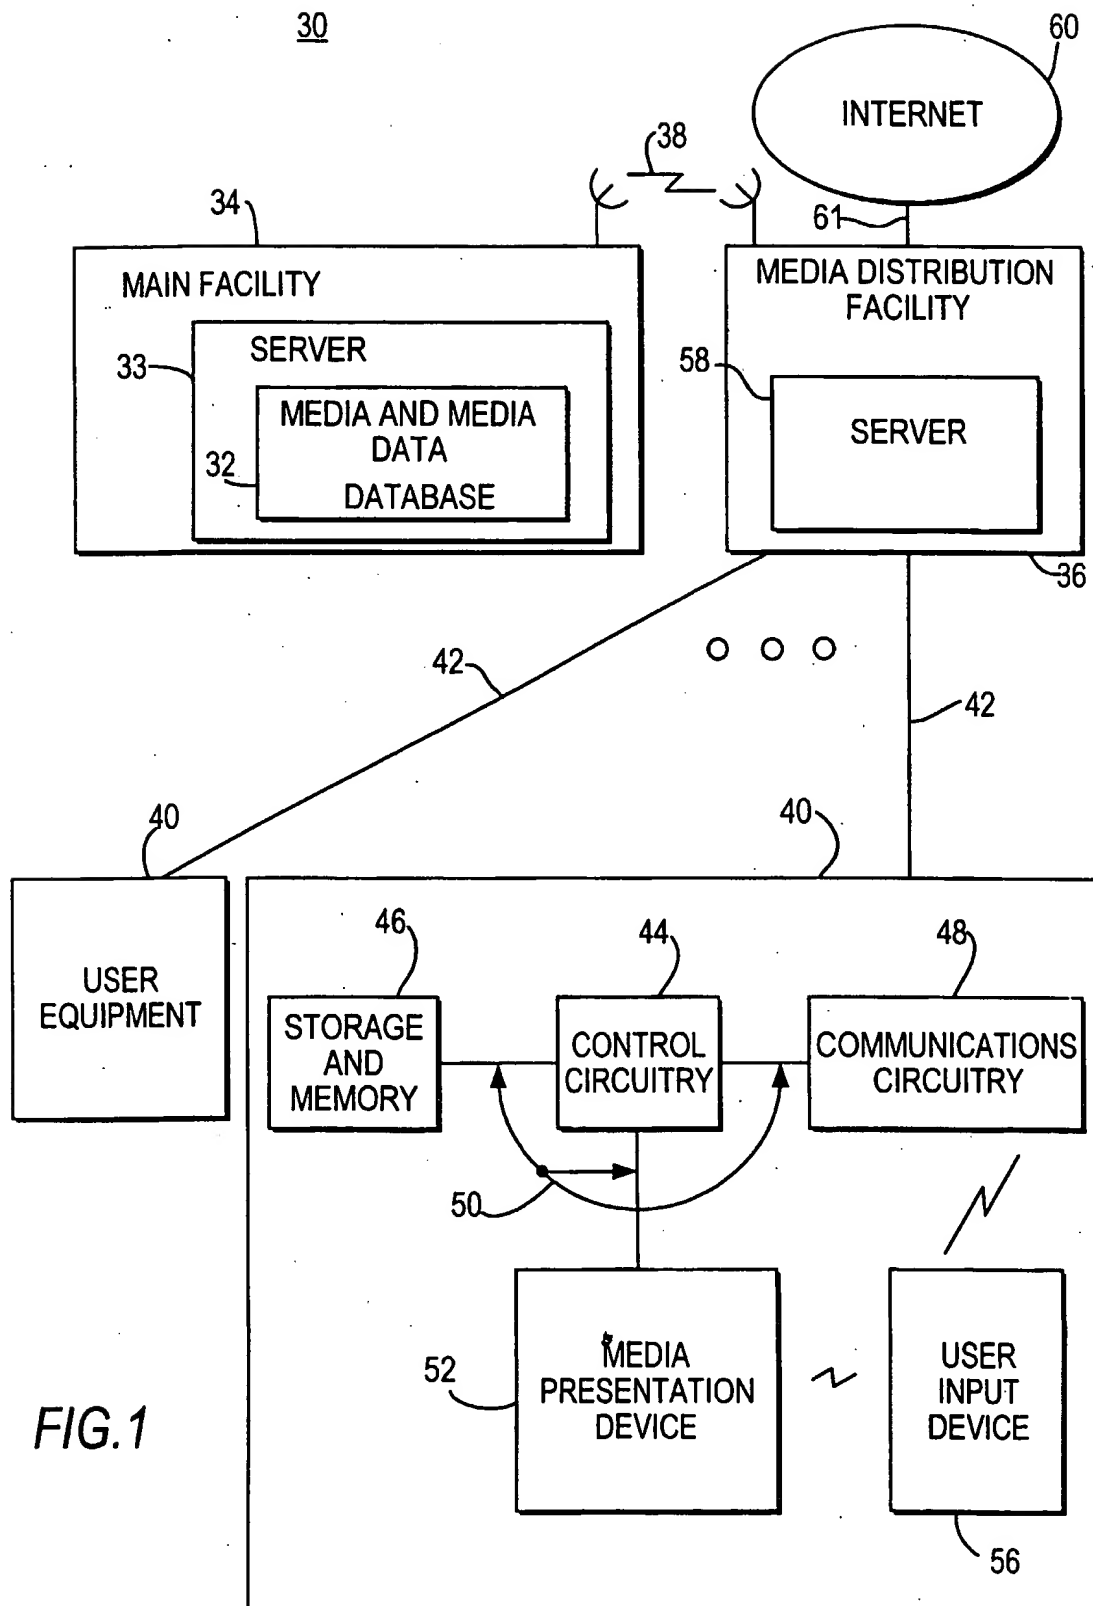 30
60
INTERNET
38
61
34
MAIN FACILITY
33
SERVER
32
MEDIA AND MEDIA
DATA
DATABASE
MEDIA DISTRIBUTION
FACILITY
58
SERVER
36
42
42
40
USER
EQUIPMENT
40
46
STORAGE
AND
MEMORY
44
CONTROL
CIRCUITRY
48
COMMUNICATIONS
CIRCUITRY
50
52
MEDIA
PRESENTATION
DEVICE
USER
INPUT
DEVICE
56
FIG.1